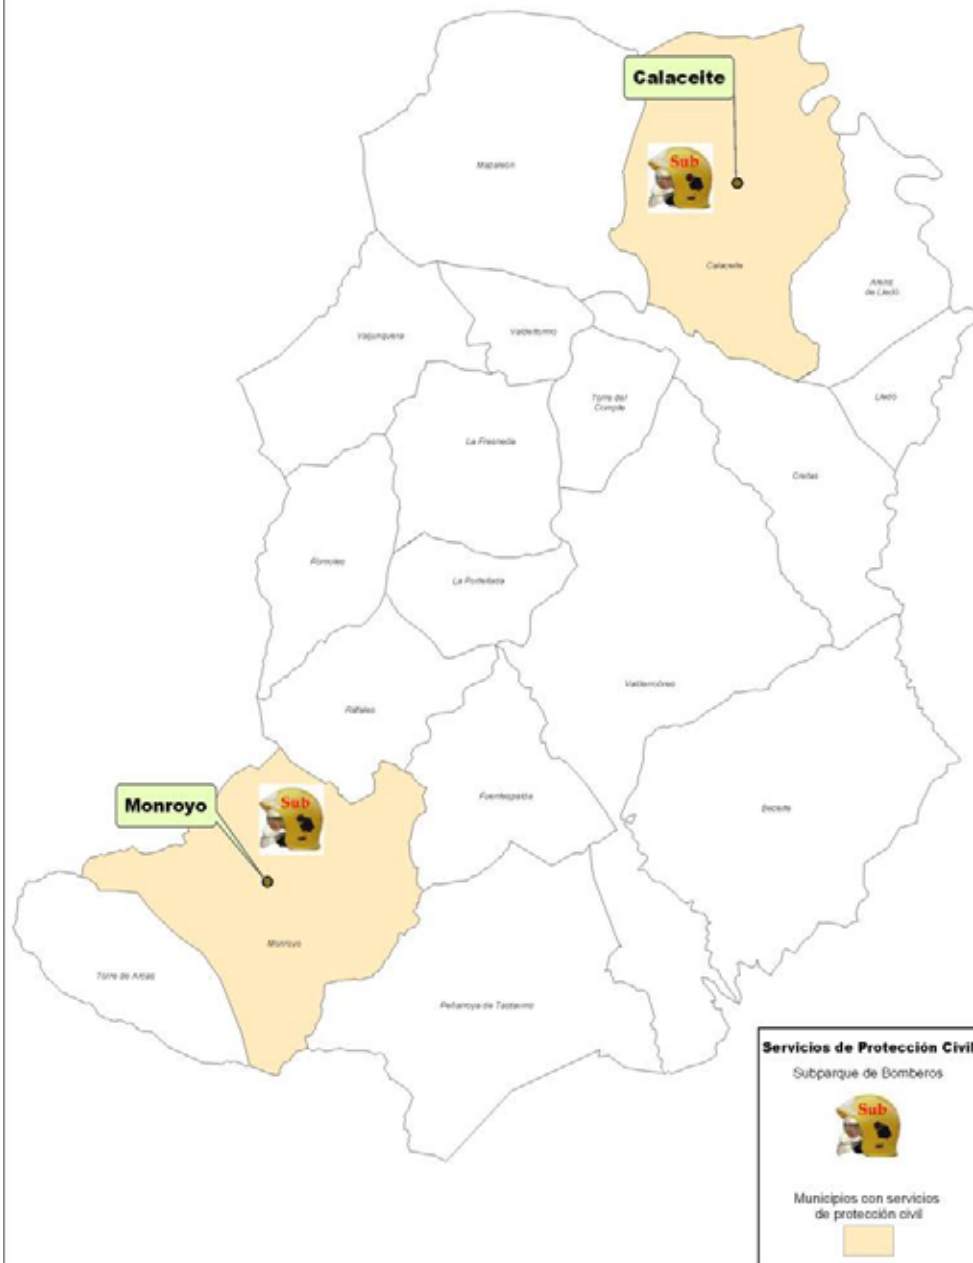 Calaceite
Sub
Mazaleón
Calaceite
Arens
de Lledó
Valjunquera
Valdeltormo
Lledó
Torre del
Compte
La Fresneda
Cretas
Fórnoles
La Portellada
Valderrobres
Ráfales
Monroyo
Sub
Fuentespalda
Beceite
Monroyo
Torre de Arcas
Peñarroya de Tastavins
Servicios de Protección Civil
Subparque de Bomberos
Sub
Municipios con servicios
de protección civil